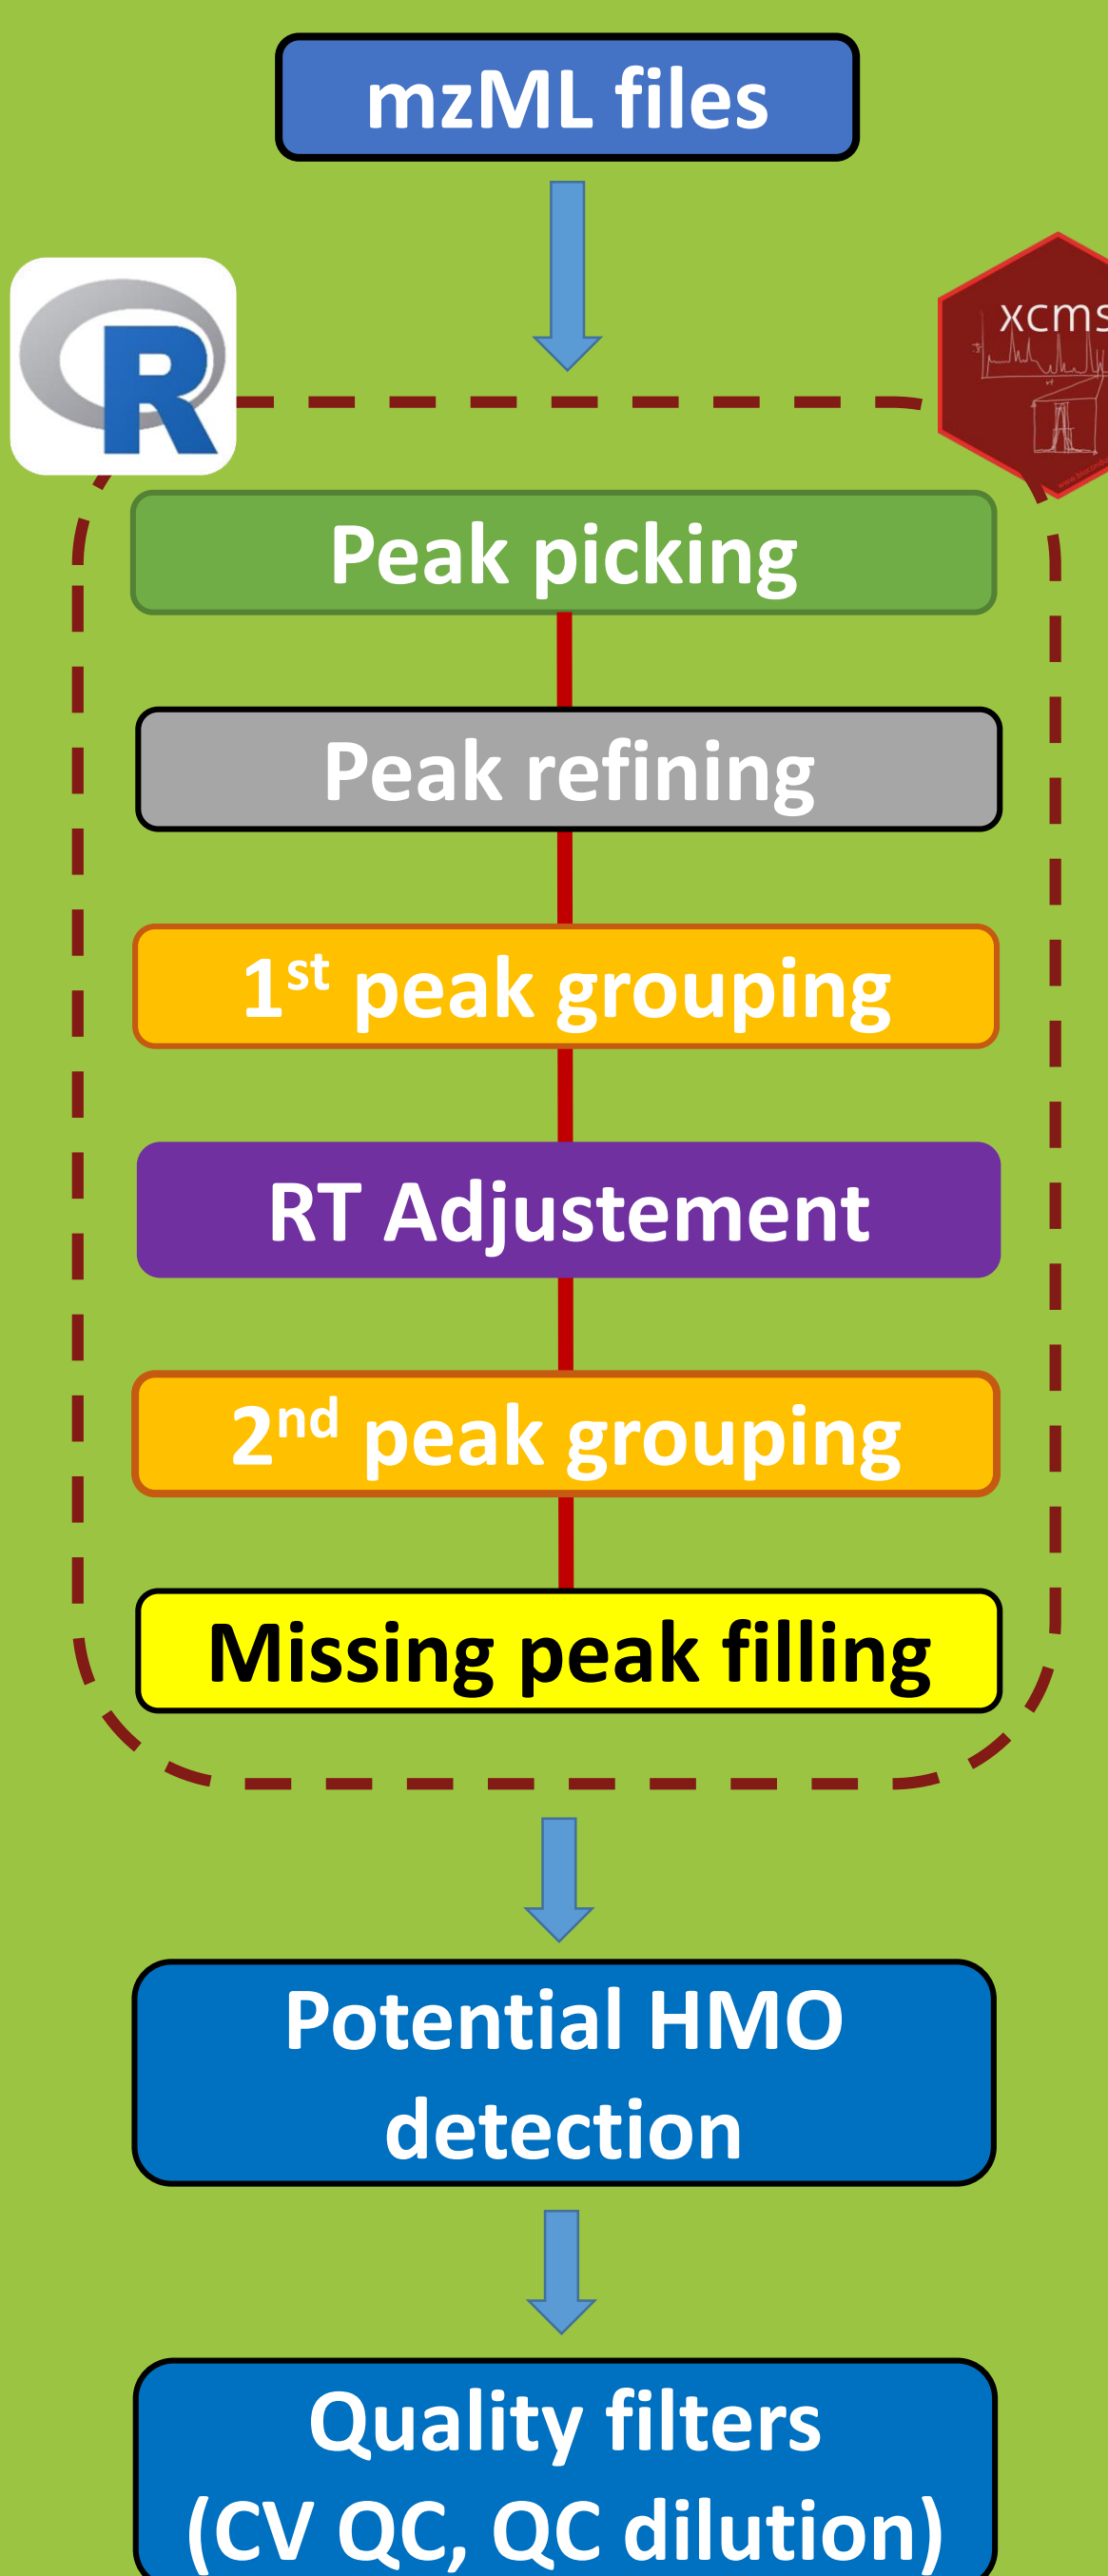 mzML files
R
xcms
Peak picking
Peak refining
1st peak grouping
RT Adjustement
2nd peak grouping
Missing peak filling
Potential HMO
detection
Quality filters
(CV QC, QC dilution)